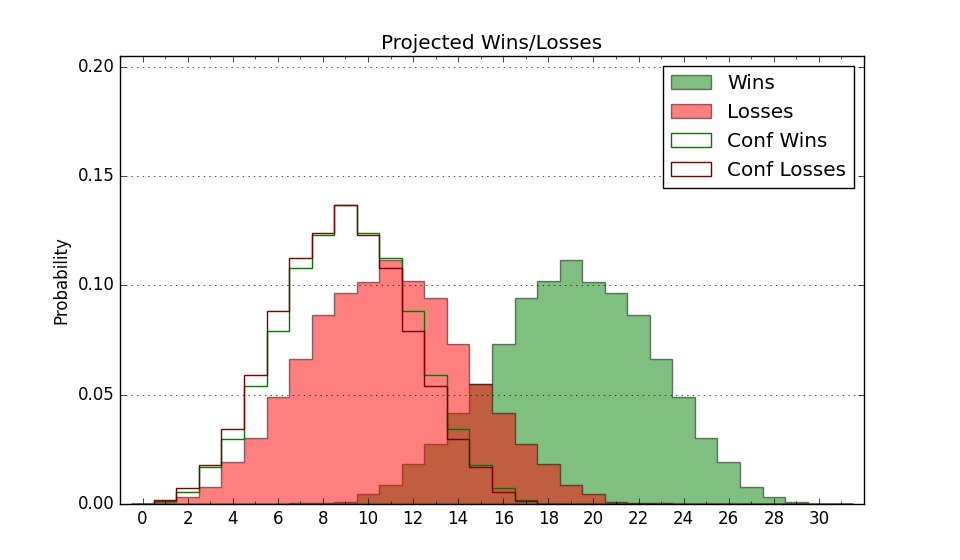 Projected Wins/Losses
Wins
Losses
Conf Wins
Conf Losses
Probability
0.20
0.15
0.10
0.05
0.00
0 2 4 6 8 10 12 14 16 18 20 22 24 26 28 30